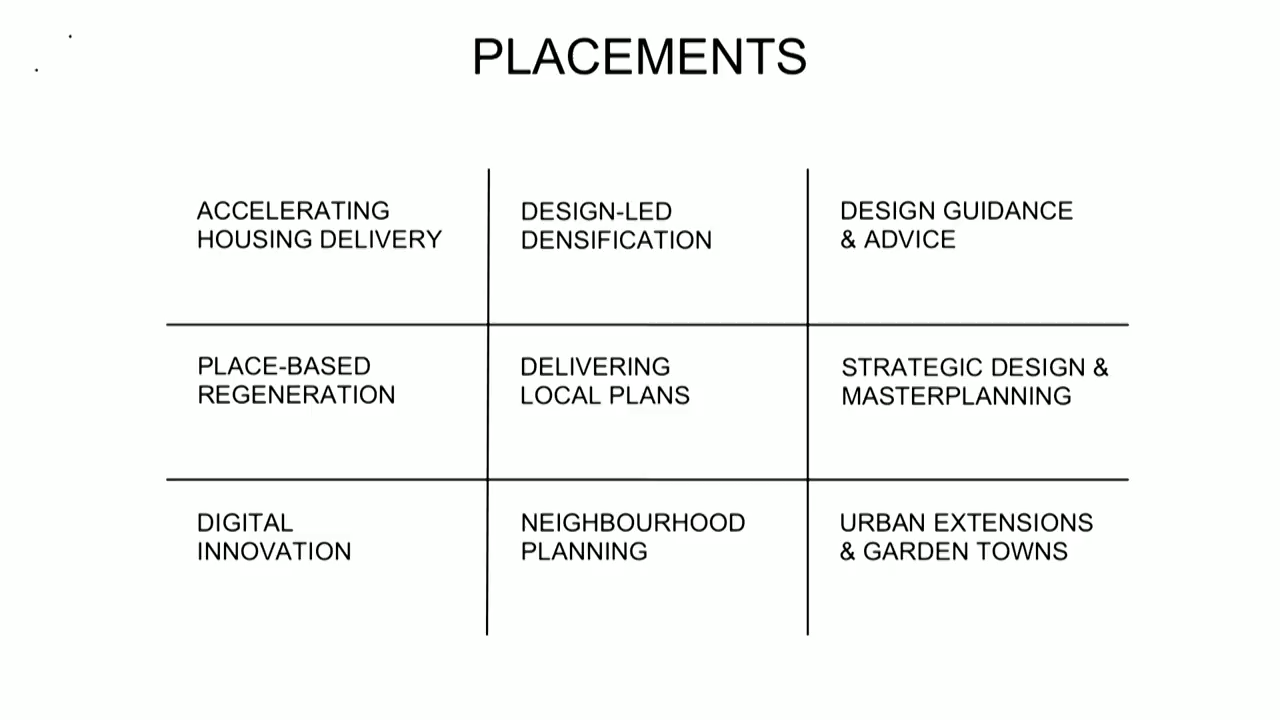 PLACEMENTS
ACCELERATING
HOUSING DELIVERY
DESIGN-LED
DENSIFICATION
DESIGN GUIDANCE
& ADVICE
PLACE-BASED
REGENERATION
DELIVERING
LOCAL PLANS
STRATEGIC DESIGN &
MASTERPLANNING
DIGITAL
INNOVATION
NEIGHBOURHOOD
PLANNING
URBAN EXTENSIONS
& GARDEN TOWNS